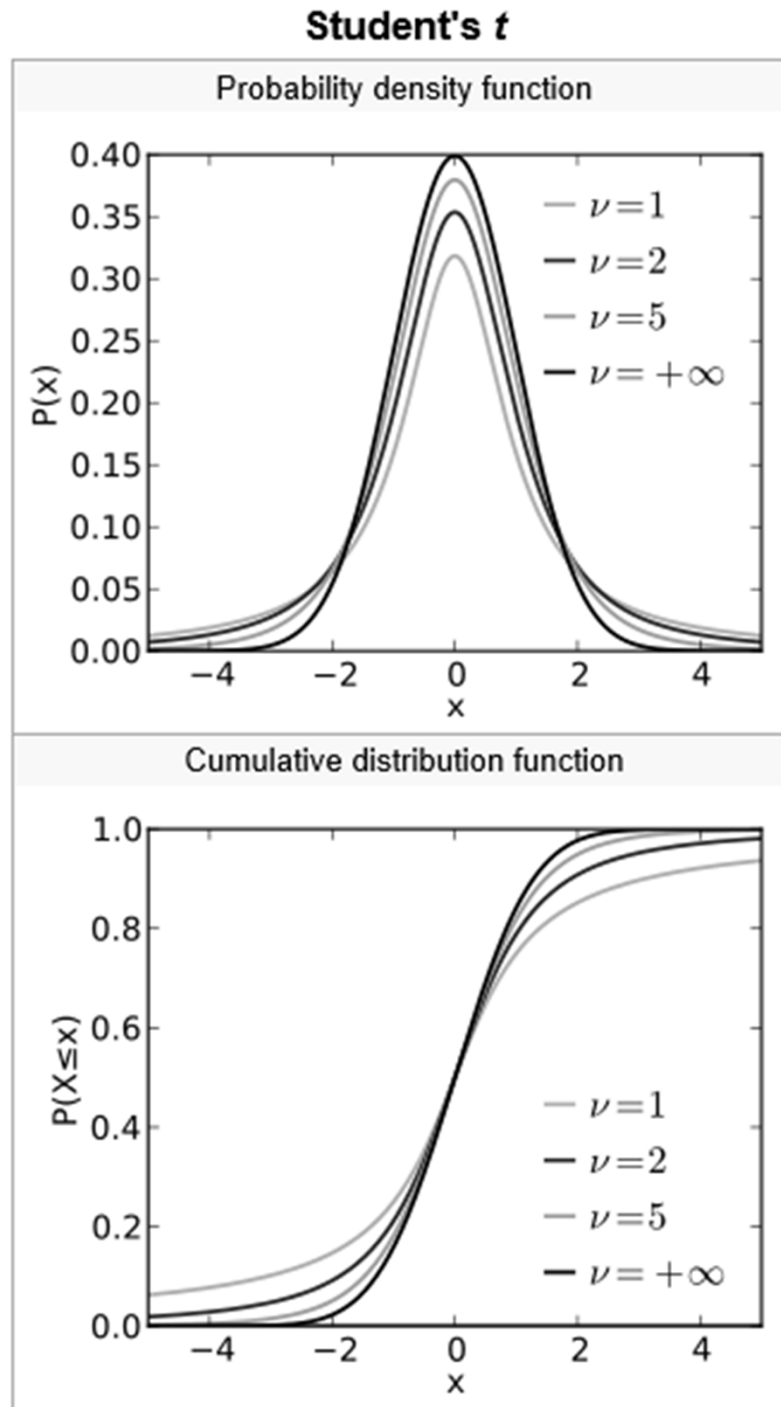 Student's t
Probability density function
0.40
0.35
0.30
0.25
0.20
0.15
0.10
0.05
0.00
P(x)
ν=1
ν=2
ν=5
ν=+∞
−4 −2 0 2 4
x
Cumulative distribution function
1.0
0.8
0.6
0.4
0.2
0.0
P(X≤x)
ν=1
ν=2
ν=5
ν=+∞
−4 −2 0 2 4
x